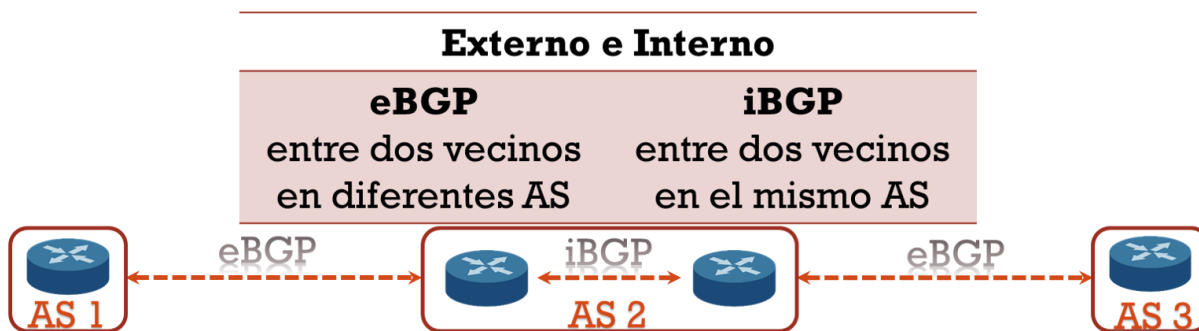 Externo e Interno
eBGP iBGP
entre dos vecinos entre dos vecinos
en diferentes AS en el mismo AS
eBGP iBGP eBGP
AS 1 AS 2 AS 3